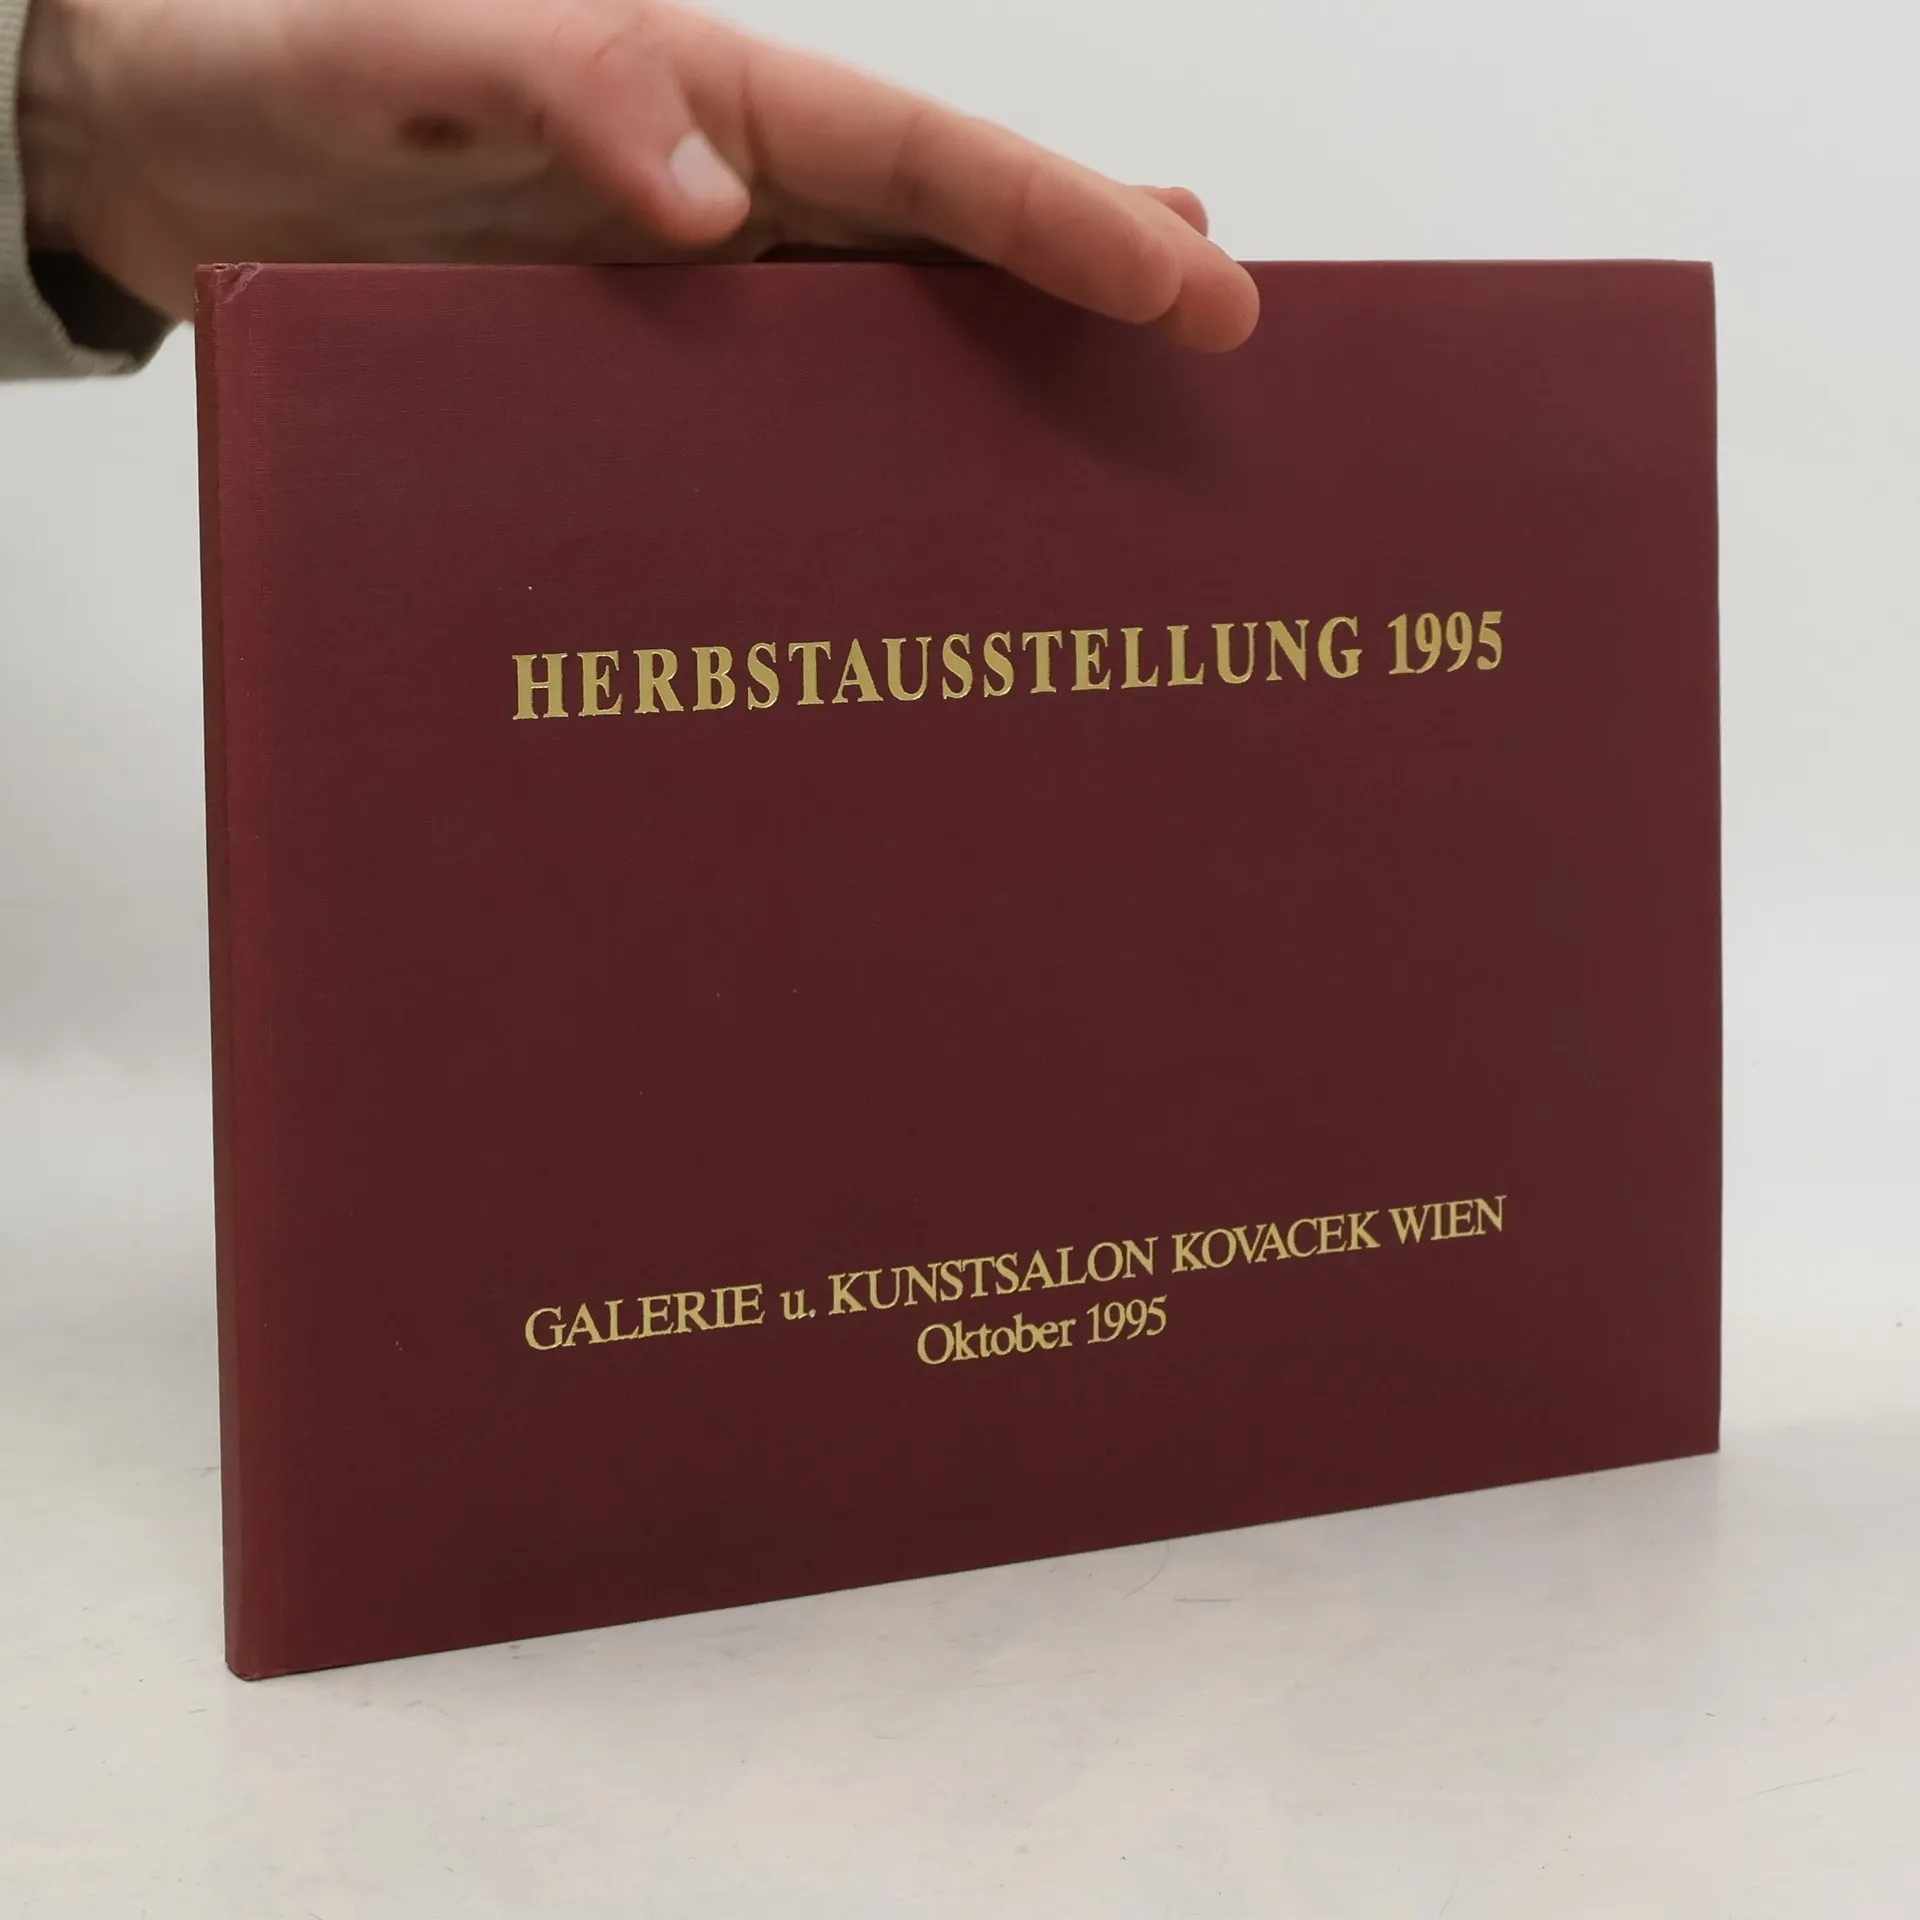 HERBSTAUSSTELLUNG 1995
GALERIE u. KUNSTSALON KOVACEK WIEN
Oktober 1995